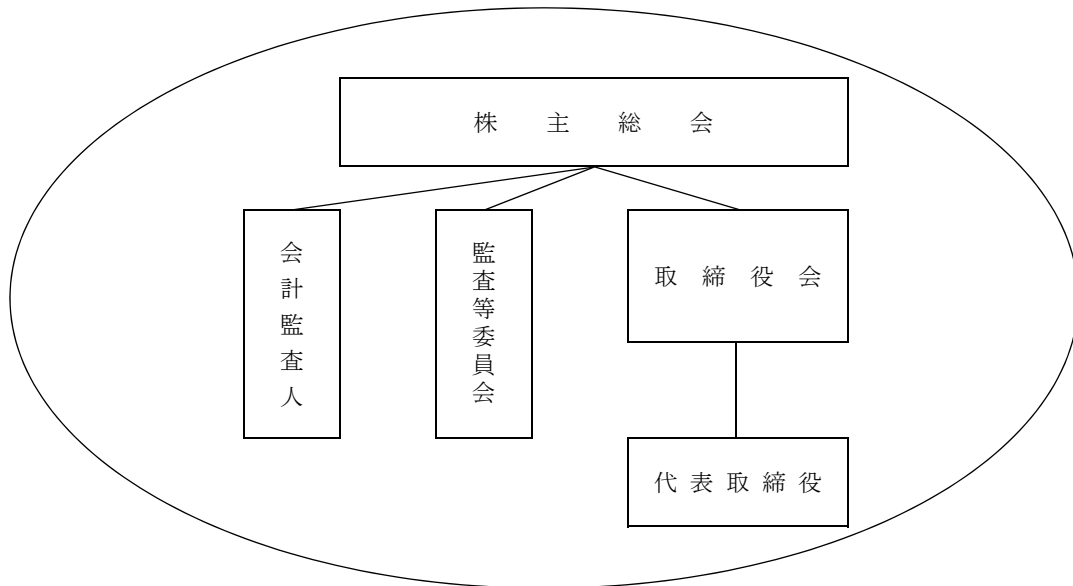 株主総会
会計監査人
監査等委員会
取締役会
代表取締役